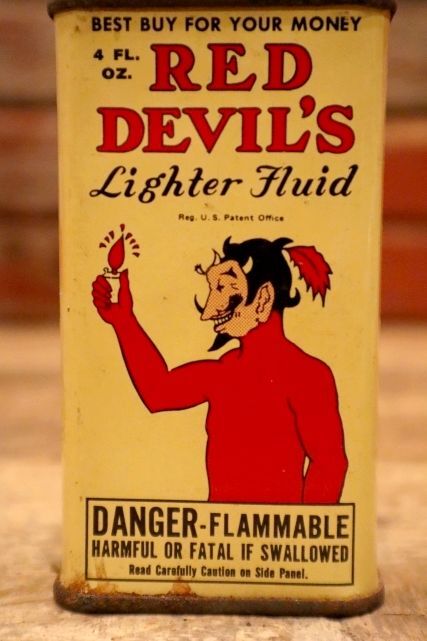 BEST BUY FOR YOUR MONEY
4 FL. OZ.
RED
DEVIL'S
Lighter Fluid
Reg. U.S. Patent Office
DANGER-FLAMMABLE
HARMFUL OR FATAL IF SWALLOWED
Read Carefully Caution on Side Panel.